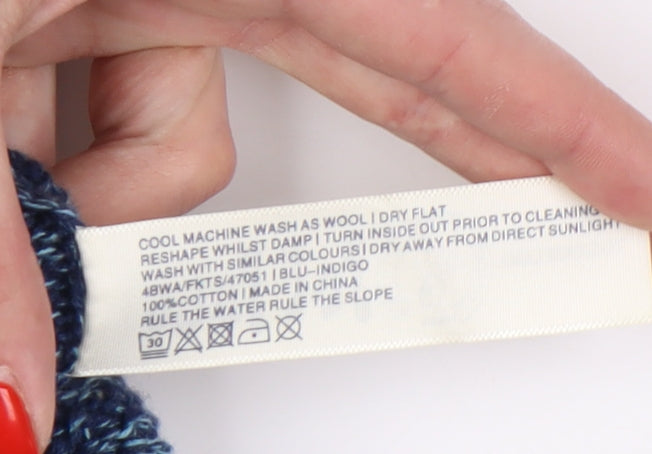 COOL MACHINE WASH AS WOOL | DRY FLAT
RESHAPE WHILST DAMP | TURN INSIDE OUT PRIOR TO CLEANING
WASH WITH SIMILAR COLOURS | DRY AWAY FROM DIRECT SUNLIGHT
4BWA/FKTS/47051 | BLU-INDIGO
100%COTTON | MADE IN CHINA
RULE THE WATER RULE THE SLOPE
30